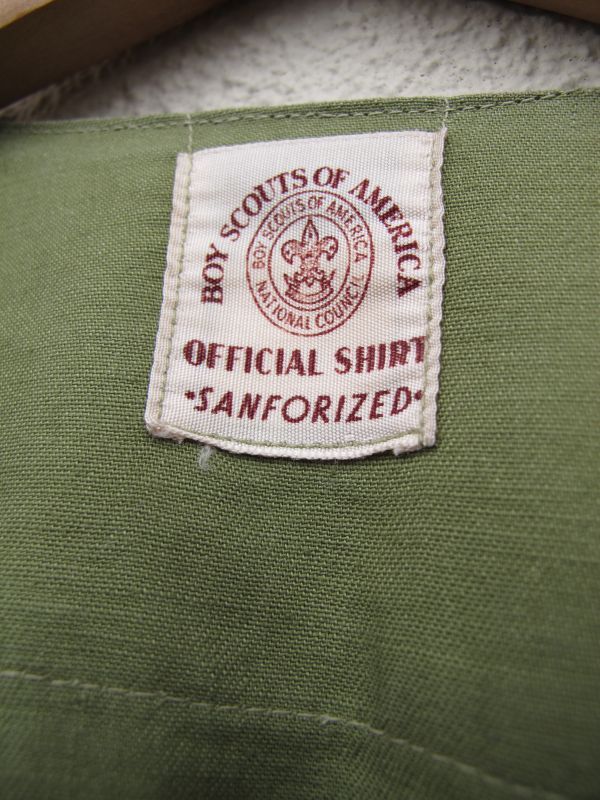 BOY SCOUTS OF AMERICA
BOY SCOUTS OF AMERICA
NATIONAL COUNCIL
OFFICIAL SHIRT
•SANFORIZED•